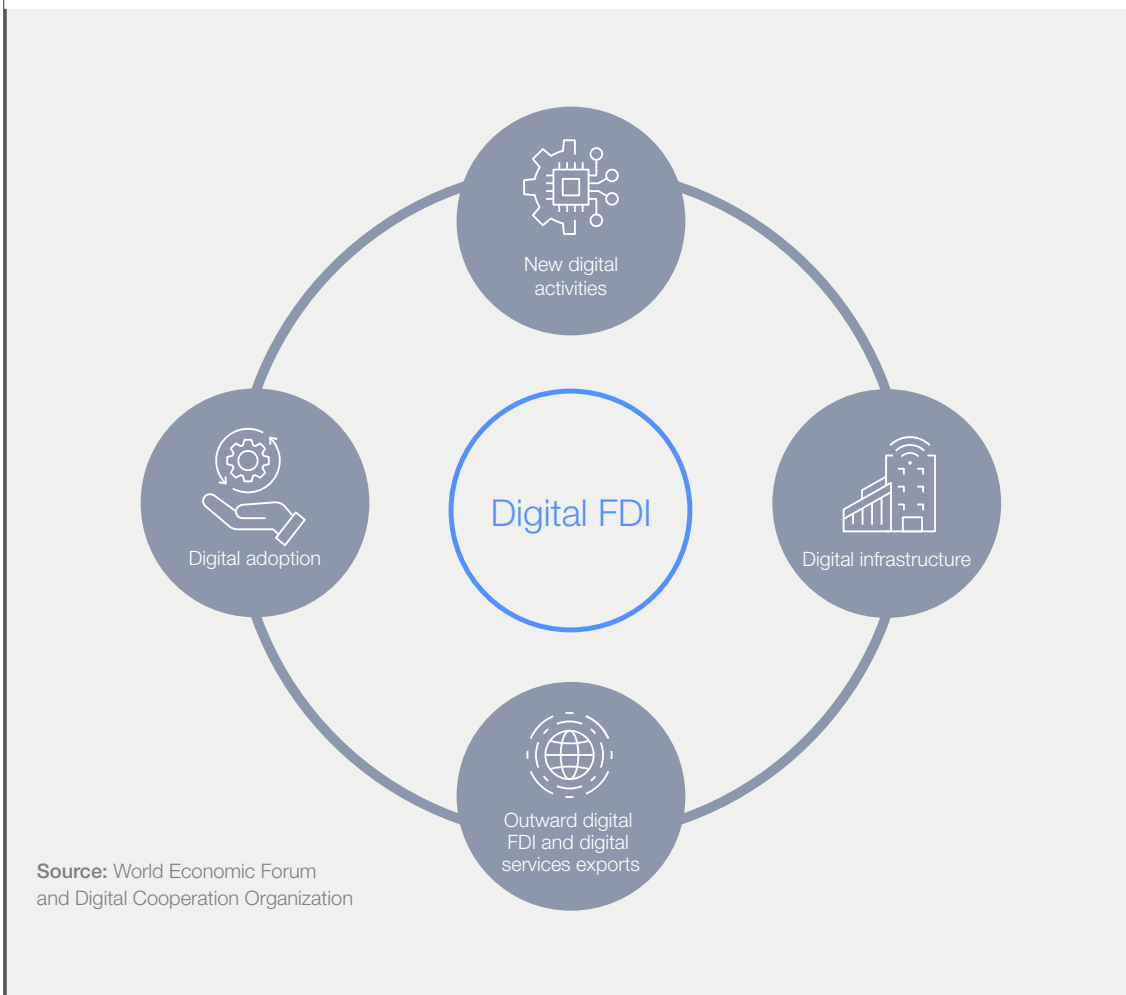 New digital
activities
Digital adoption
Digital FDI
Digital infrastructure
Outward digital
FDI and digital
services exports
Source: World Economic Forum
and Digital Cooperation Organization